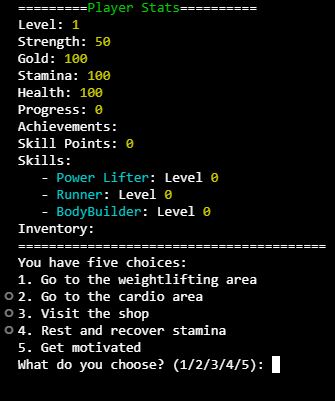 =========Player Stats==========
Level: 1
Strength: 50
Gold: 100
Stamina: 100
Health: 100
Progress: 0
Achievements:
Skill Points: 0
Skills:
   - Power Lifter: Level 0
   - Runner: Level 0
   - BodyBuilder: Level 0
Inventory:
========================================
You have five choices:
1. Go to the weightlifting area
2. Go to the cardio area
3. Visit the shop
4. Rest and recover stamina
5. Get motivated
What do you choose? (1/2/3/4/5):